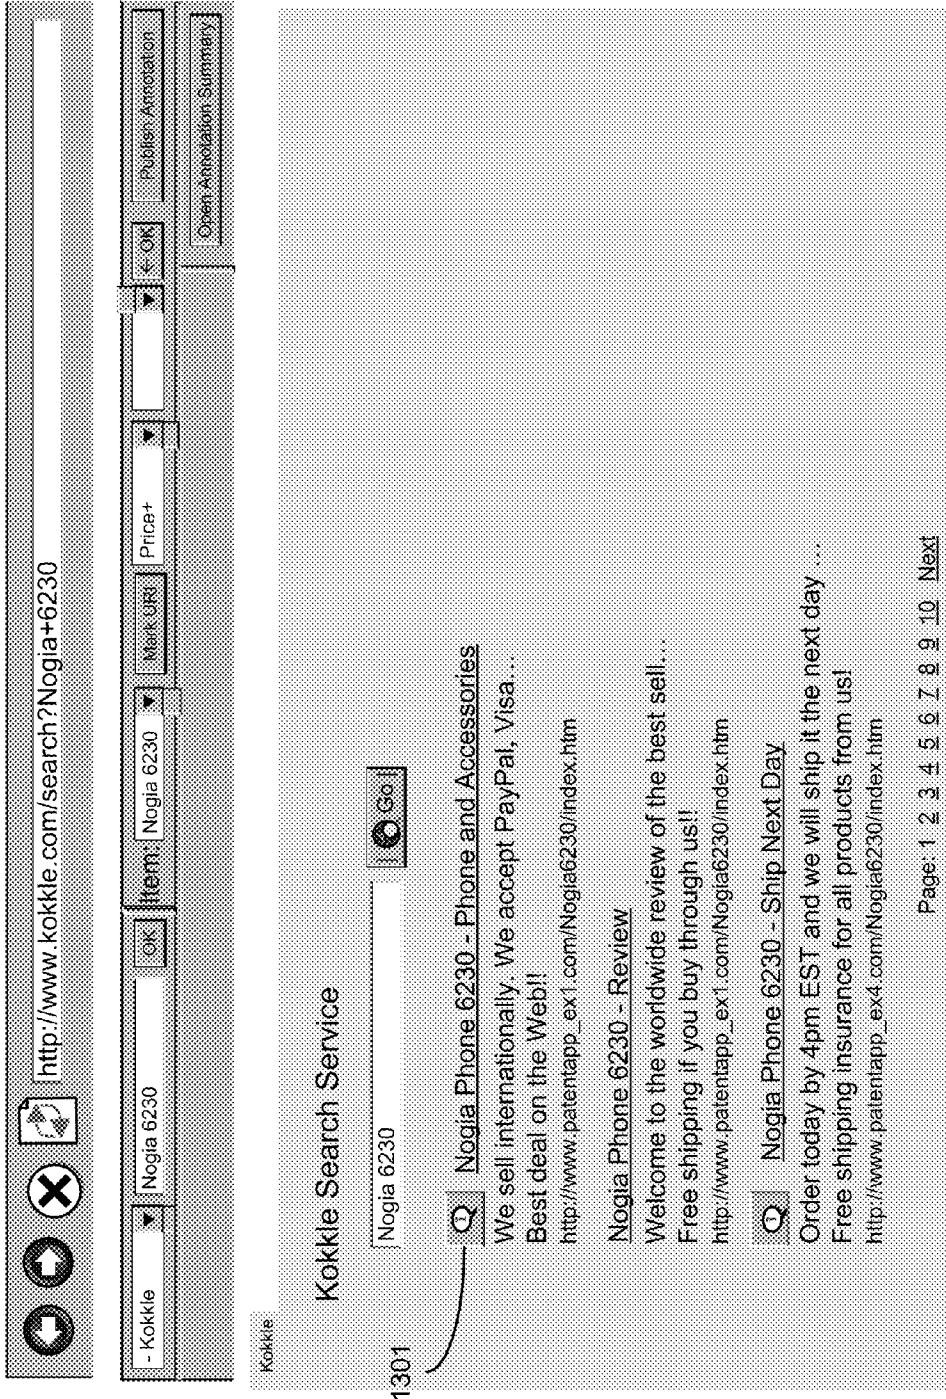 http://www.kokkle.com/search?Nogia+6230
- Kokkle
Nogia 6230
OK
Item:
Nogia 6230
Mark URI
Price+
←OK
Publish Annotation
Open Annotation Summary
Kokkle
Kokkle Search Service
Nogia 6230
Go
1301
Nogia Phone 6230 - Phone and Accessories
We sell internationally. We accept PayPal, Visa...
Best deal on the Web!!
http://www.patentapp_ex1.com/Nogia6230/index.htm
Nogia Phone 6230 - Review
Welcome to the worldwide review of the best sell...
Free shipping if you buy through us!!
http://www.patentapp_ex1.com/Nogia6230/index.htm
Nogia Phone 6230 - Ship Next Day
Order today by 4pm EST and we will ship it the next day ...
Free shipping insurance for all products from us!
http://www.patentapp_ex4.com/Nogia6230/index.htm
Page: 1 2 3 4 5 6 7 8 9 10 Next